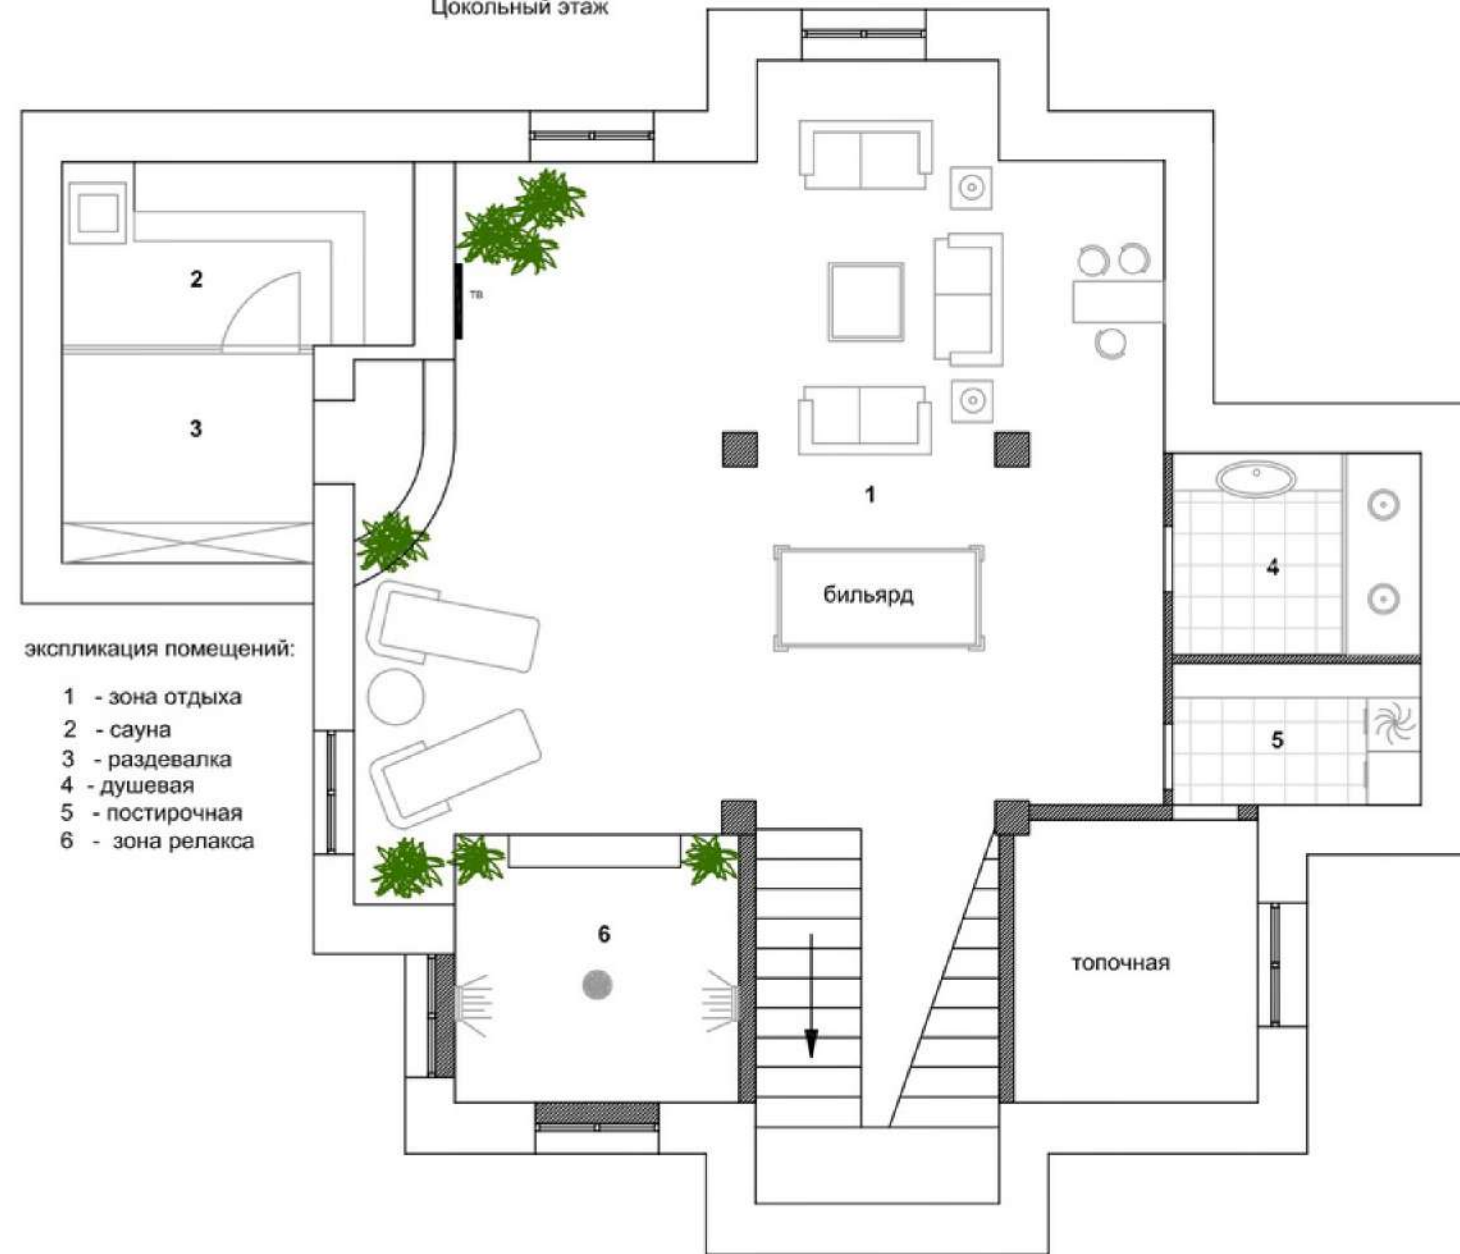 Цокольный этаж
2
тв
3
1
бильярд
4
экспликация помещений:
1 - зона отдыха
2 - сауна
3 - раздевалка
4 - душевая
5 - постирочная
6 - зона релакса
5
6
топочная